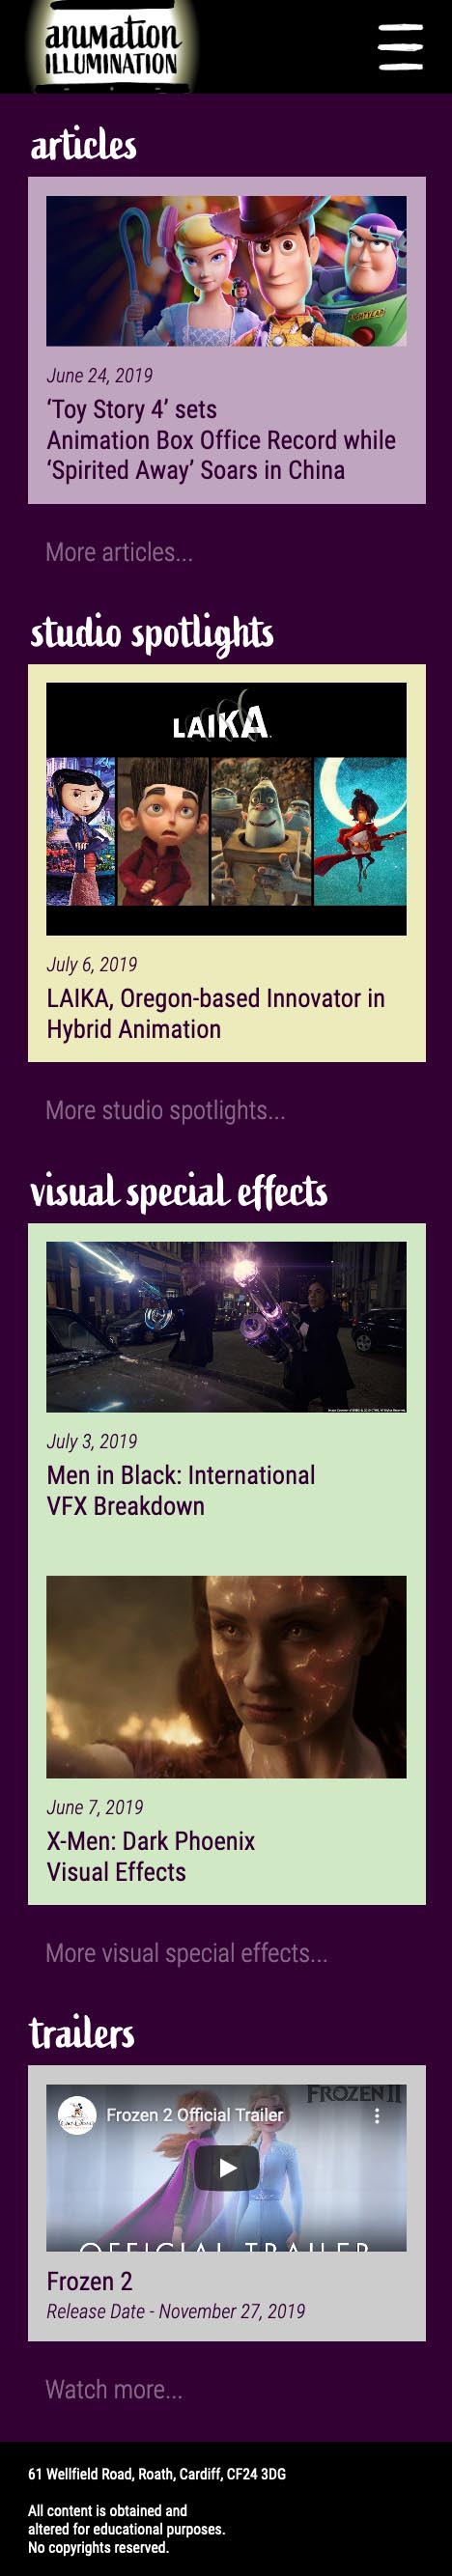 animation
ILLUMINATION
articles
LIGHTYEAR
June 24, 2019
‘Toy Story 4’ sets
Animation Box Office Record while
‘Spirited Away’ Soars in China
More articles...
studio spotlights
LAIKA
July 6, 2019
LAIKA, Oregon-based Innovator in
Hybrid Animation
More studio spotlights...
visual special effects
July 3, 2019
Men in Black: International
VFX Breakdown
June 7, 2019
X-Men: Dark Phoenix
Visual Effects
More visual special effects...
trailers
FROZEN II
Frozen 2 Official Trailer
OFFICIAL TRAILER
Frozen 2
Release Date - November 27, 2019
Watch more...
61 Wellfield Road, Roath, Cardiff, CF24 3DG
All content is obtained and
altered for educational purposes.
No copyrights reserved.